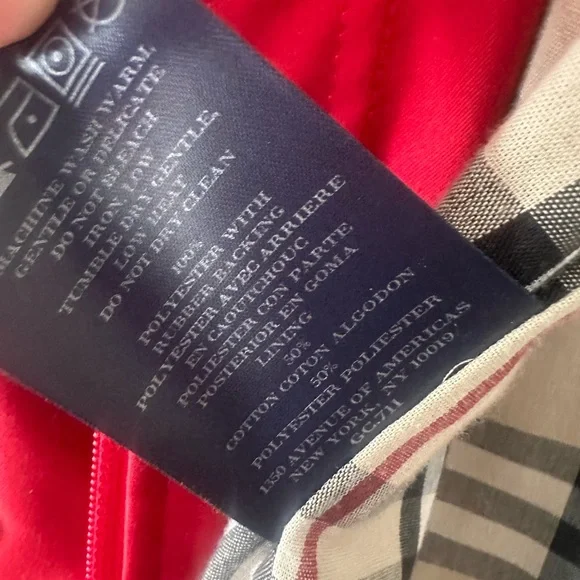 MACHINE WASH WARM,
GENTLE OR DELICATE
DO NOT BLEACH
IRON LOW
TUMBLE DRY GENTLE,
LOW HEAT
DO NOT DRY CLEAN
100%
POLYESTER WITH
RUBBER BACKING
POLYESTER AVEC ARRIERE
EN CAOUTCHOUC
POLIESTER CON PARTE
POSTERIOR EN GOMA
LINING
50%
COTTON COTON ALGODON
50%
POLYESTER POLIESTER
1350 AVENUE OF AMERICAS
NEW YORK, NY 10019
GC711